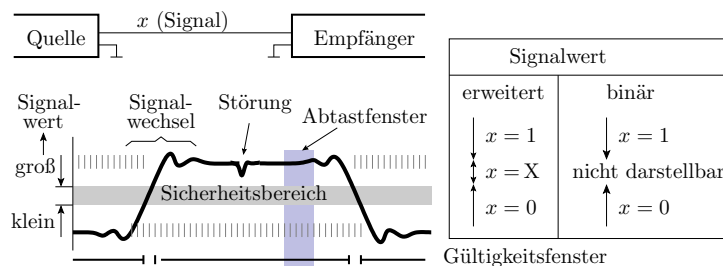 x (Signal)
Quelle
Empfänger
Signal-
wert
Signal-
wechsel
Störung
Abtastfenster
groß
Sicherheitsbereich
klein
Gültigkeitsfenster
Signalwert
erweitert
binär
x = 1
x = 1
x = X
nicht darstellbar
x = 0
x = 0